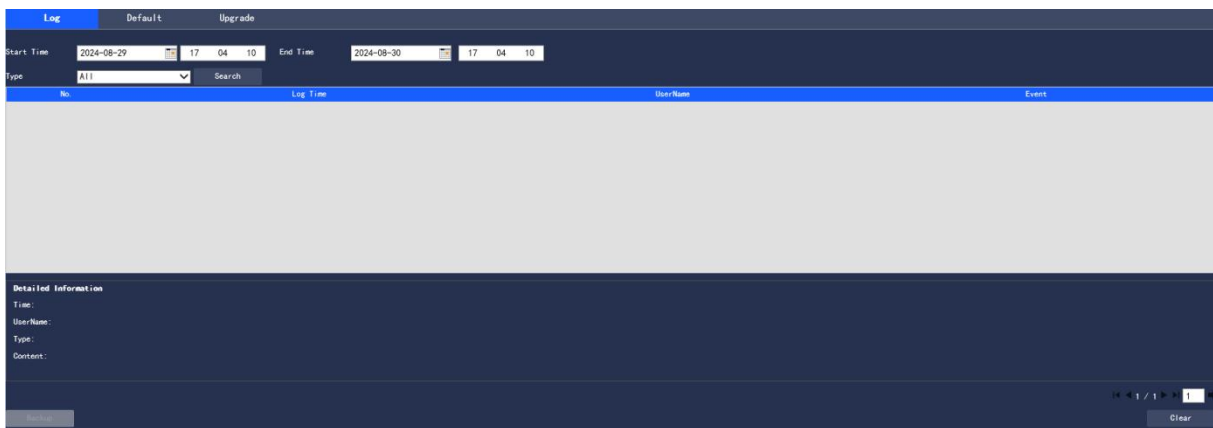 Log Default Upgrade
Start Time 2024-08-29 17 04 10 End Time 2024-08-30 17 04 10
Type All Search
No. Log Time UserName Event
Detailed Information
Time:
UserName:
Type:
Content:
1 / 1 1
Backup Clear